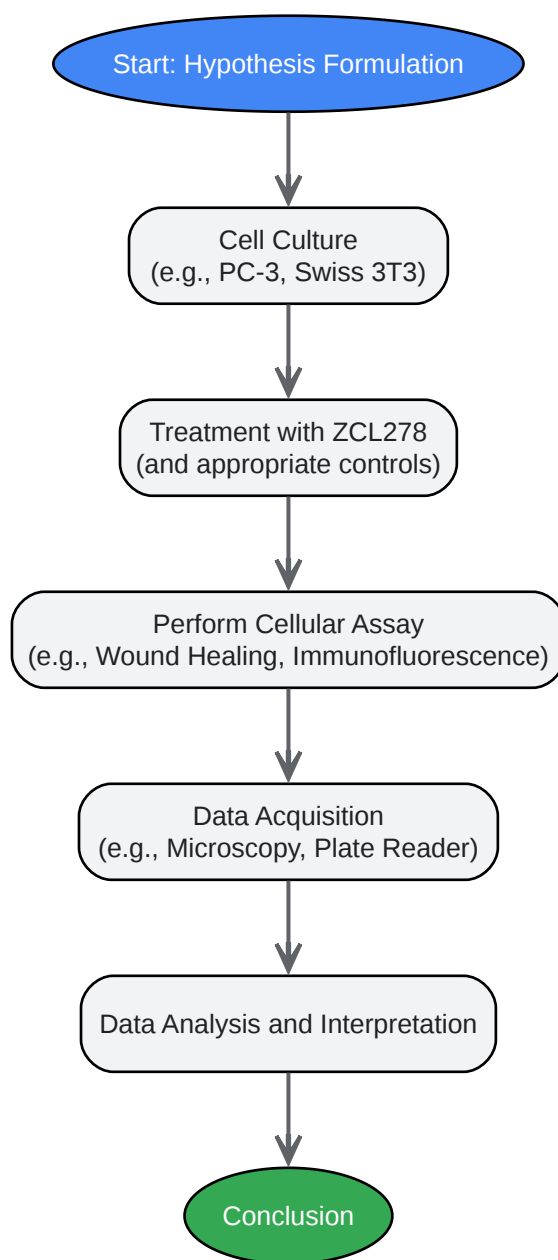 Start: Hypothesis Formulation
Cell Culture
(e.g., PC-3, Swiss 3T3)
Treatment with ZCL278
(and appropriate controls)
Perform Cellular Assay
(e.g., Wound Healing, Immunofluorescence)
Data Acquisition
(e.g., Microscopy, Plate Reader)
Data Analysis and Interpretation
Conclusion